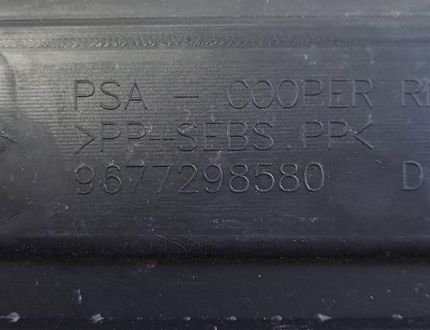 PSA - COOPER
>PP+SEBS.PP<
9677298580 D